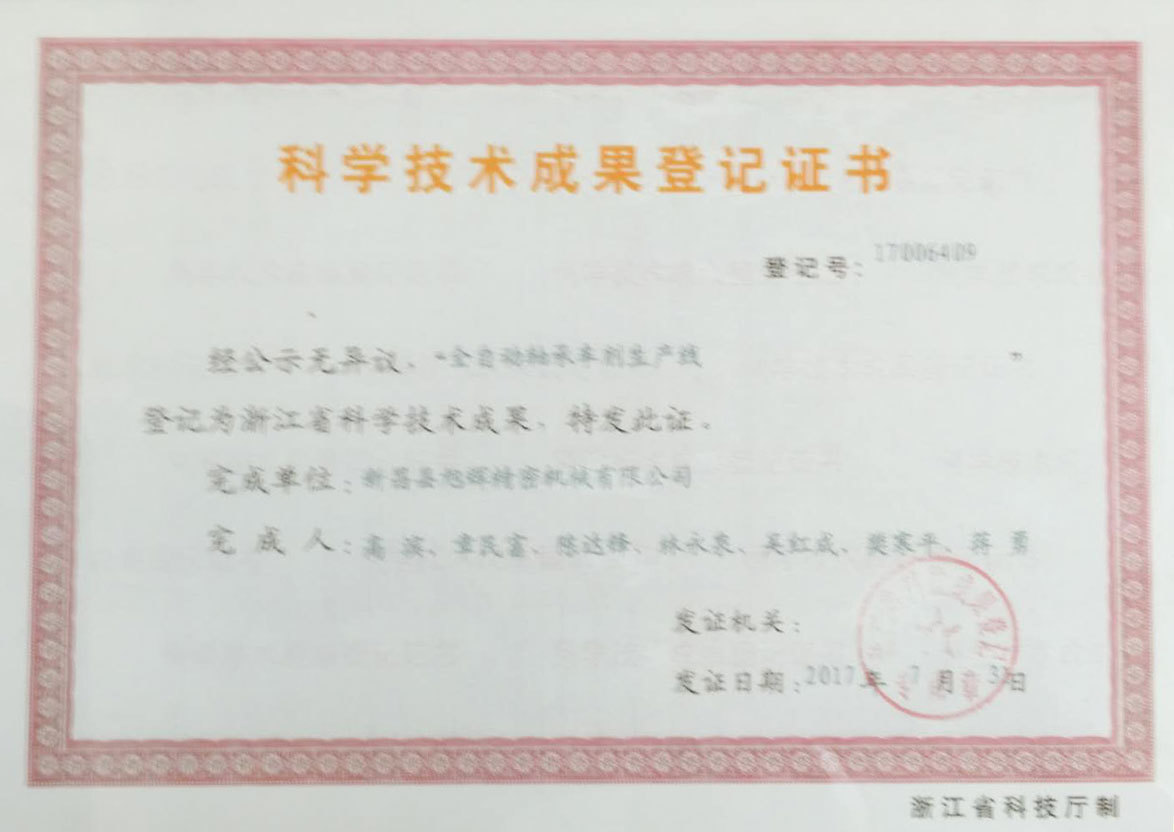 科学技术成果登记证书
登记号：17006409
经公示无异议，“全自动轴承车削生产线”
登记为浙江省科学技术成果，特发此证。
完成单位：新昌县旭辉精密机械有限公司
完成人：高 滨、章民富、陈达锋、林永 、吴红成、樊寒平、蒋 勇
发证机关：
发证日期：2017年 7 月 3 日
浙江省科技厅制